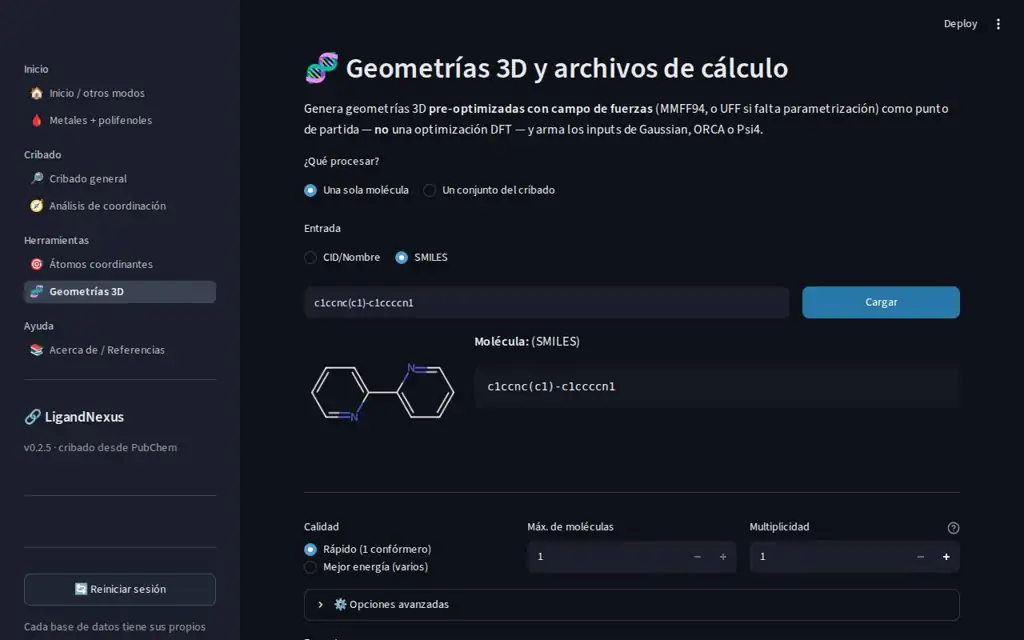 Deploy
Inicio
Inicio / otros modos
Metales + polifenoles
Cribado
Cribado general
Análisis de coordinación
Herramientas
Átomos coordinantes
Geometrías 3D
Ayuda
Acerca de / Referencias
LigandNexus
v0.2.5 · cribado desde PubChem
Reiniciar sesión
Cada base de datos tiene sus propios
Geometrías 3D y archivos de cálculo
Genera geometrías 3D pre-optimizadas con campo de fuerzas (MMFF94, o UFF si falta parametrización) como punto
de partida — no una optimización DFT — y arma los inputs de Gaussian, ORCA o Psi4.
¿Qué procesar?
Una sola molécula Un conjunto del cribado
Entrada
CID/Nombre SMILES
c1ccnc(c1)-c1ccccn1 Cargar
Molécula: (SMILES)
c1ccnc(c1)-c1ccccn1
N
N
Calidad Máx. de moléculas Multiplicidad ?
Rápido (1 confórmero) 1 − + 1 − +
Mejor energía (varios)
Opciones avanzadas